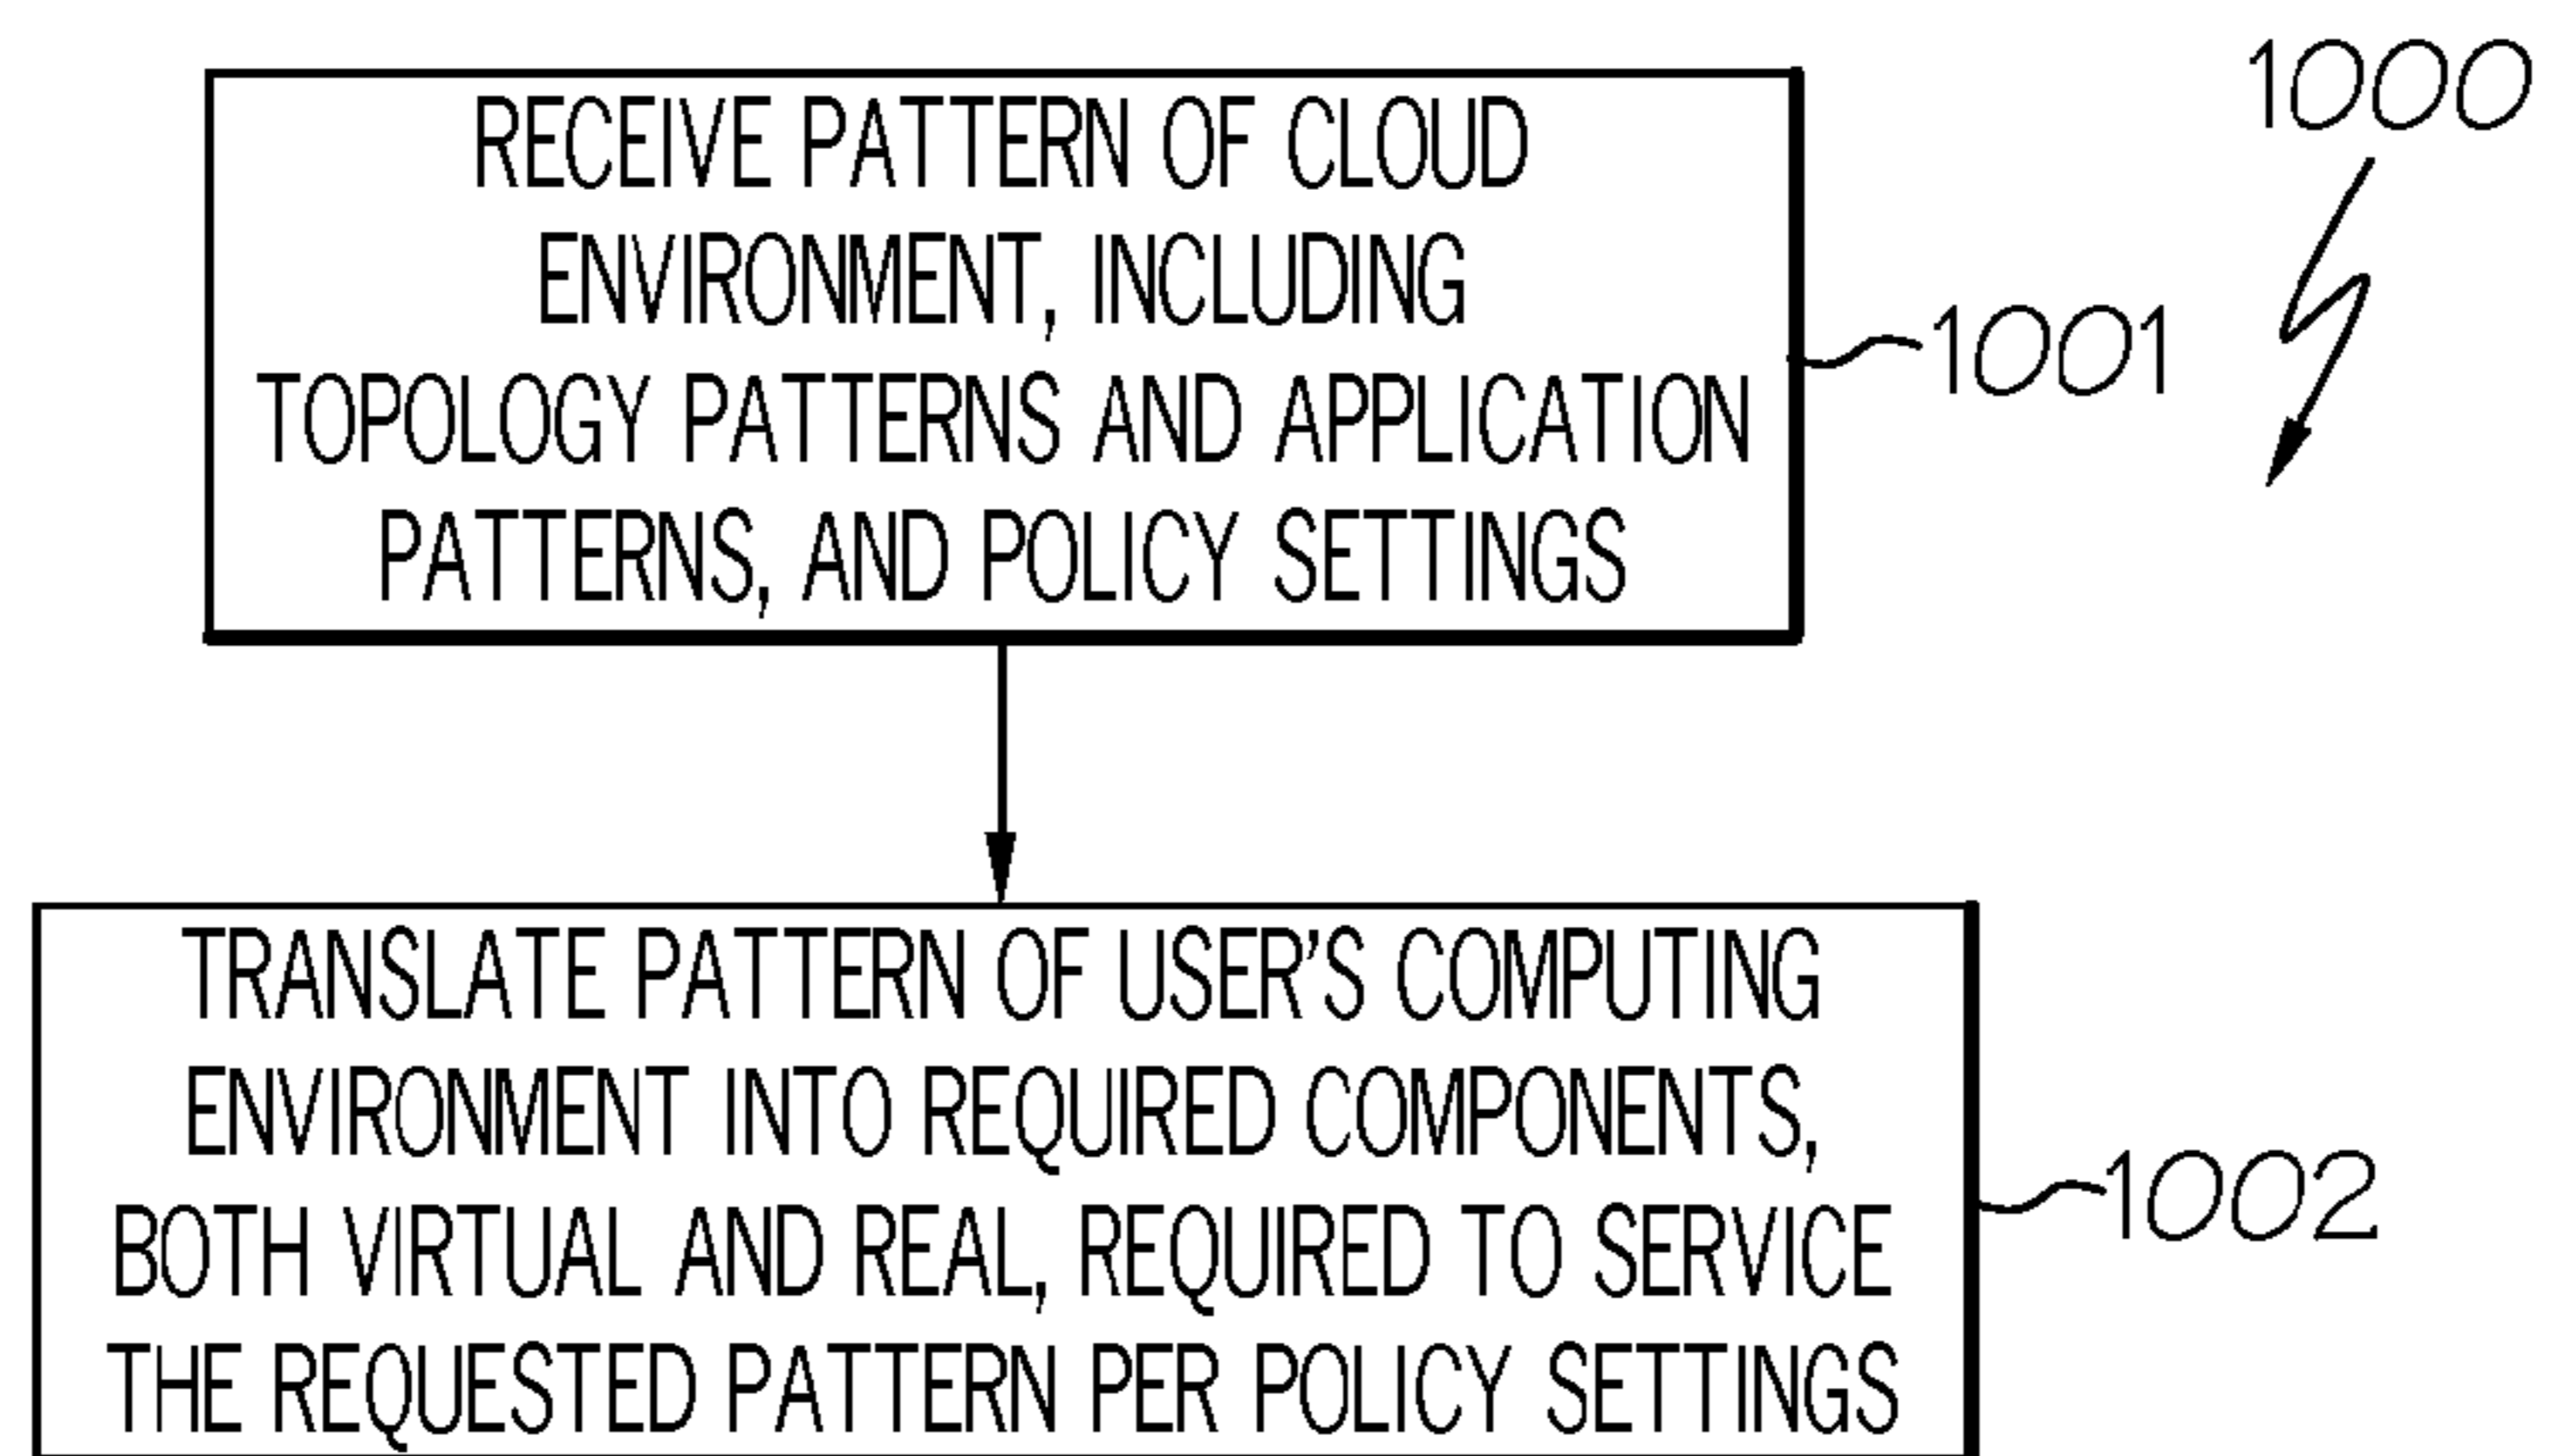 1000
RECEIVE PATTERN OF CLOUD
ENVIRONMENT, INCLUDING
TOPOLOGY PATTERNS AND APPLICATION
PATTERNS, AND POLICY SETTINGS
1001
TRANSLATE PATTERN OF USER'S COMPUTING
ENVIRONMENT INTO REQUIRED COMPONENTS,
BOTH VIRTUAL AND REAL, REQUIRED TO SERVICE
THE REQUESTED PATTERN PER POLICY SETTINGS
1002